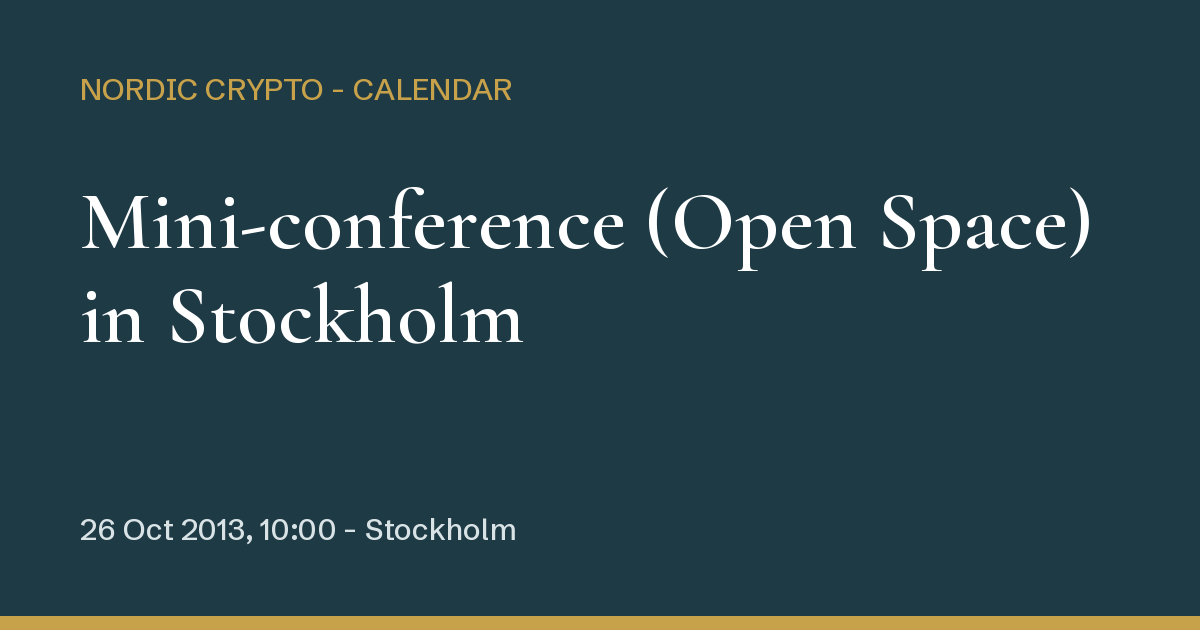 NORDIC CRYPTO - CALENDAR
Mini-conference (Open Space)
in Stockholm
26 Oct 2013, 10:00 - Stockholm